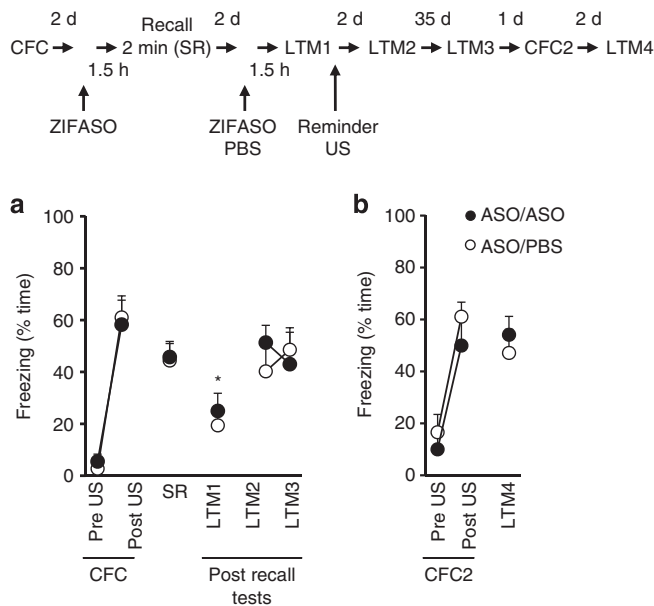 2 d Recall 2 d 2 d 35 d 1 d 2 d
CFC 2 min (SR) LTM1 LTM2 LTM3 CFC2 LTM4
1.5 h 1.5 h
ZIFASO ZIFASO Reminder
PBS US
a
100
80
60
40
20
0
Freezing (% time)
*
Pre US
Post US
SR
LTM1
LTM2
LTM3
CFC
Post recall
tests
b
100
80
60
40
20
0
Freezing (% time)
ASO/ASO
ASO/PBS
Pre US
Post US
LTM4
CFC2